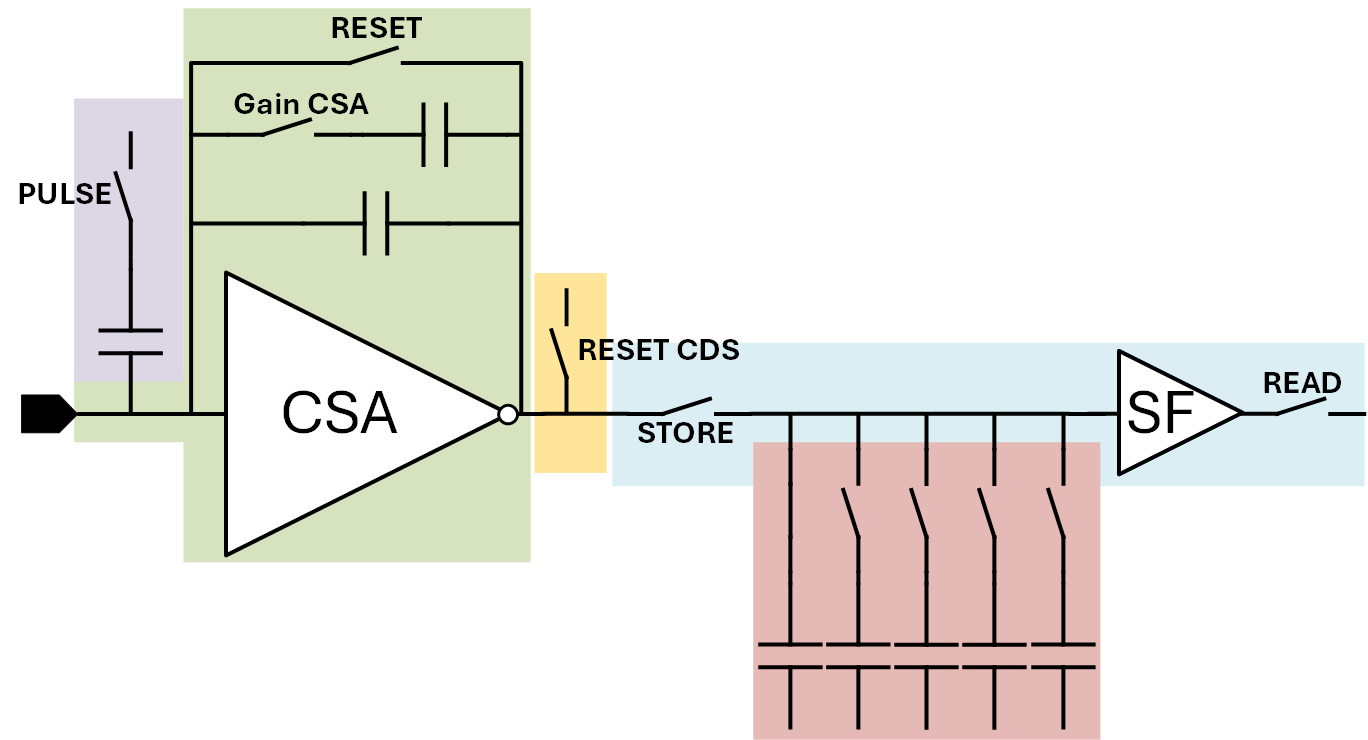 RESET
Gain CSA
PULSE
RESET CDS
CSA
STORE
SF
READ